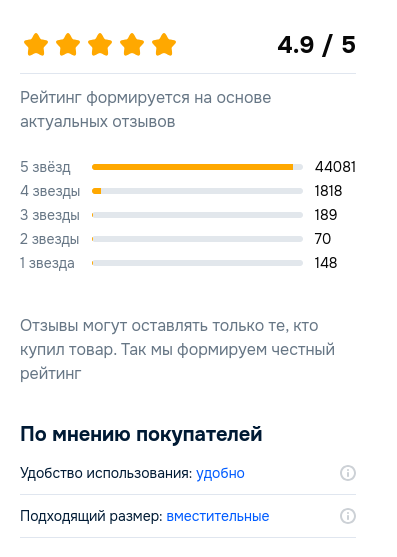 4.9 / 5
Рейтинг формируется на основе
актуальных отзывов
5 звёзд 44081
4 звезды 1818
3 звезды 189
2 звезды 70
1 звезда 148
Отзывы могут оставлять только те, кто
купил товар. Так мы формируем честный
рейтинг
По мнению покупателей
Удобство использования: удобно
Подходящий размер: вместительные